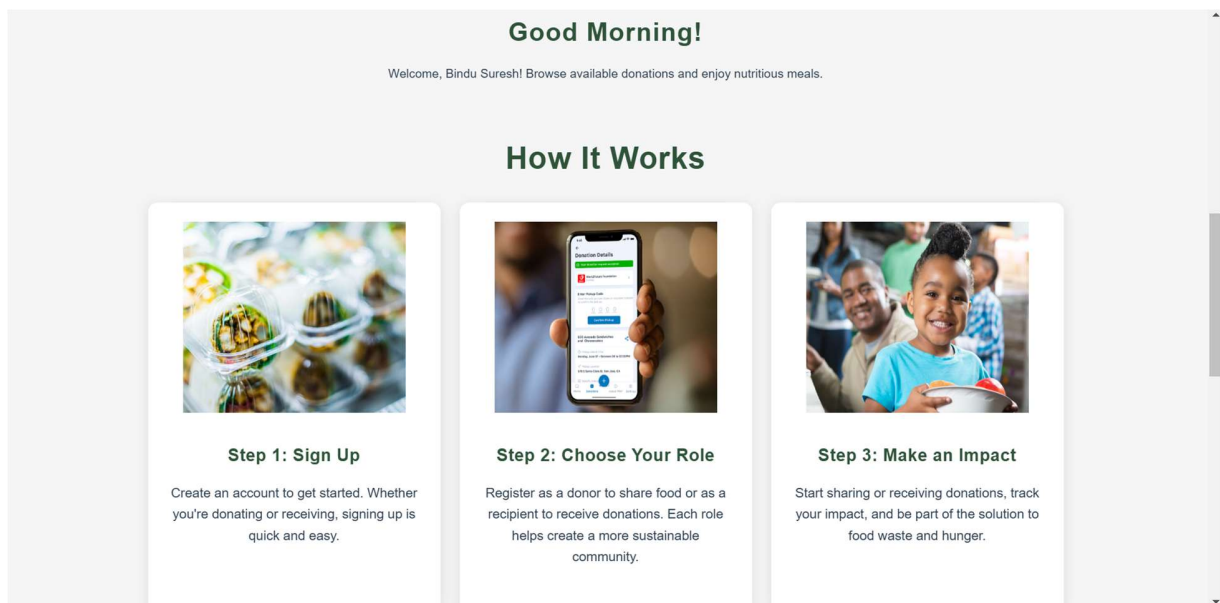 Good Morning!
Welcome, Bindu Suresh! Browse available donations and enjoy nutritious meals.
How It Works
Donation Details
Step 1: Sign Up
Create an account to get started. Whether
you're donating or receiving, signing up is
quick and easy.
Step 2: Choose Your Role
Register as a donor to share food or as a
recipient to receive donations. Each role
helps create a more sustainable
community.
Step 3: Make an Impact
Start sharing or receiving donations, track
your impact, and be part of the solution to
food waste and hunger.